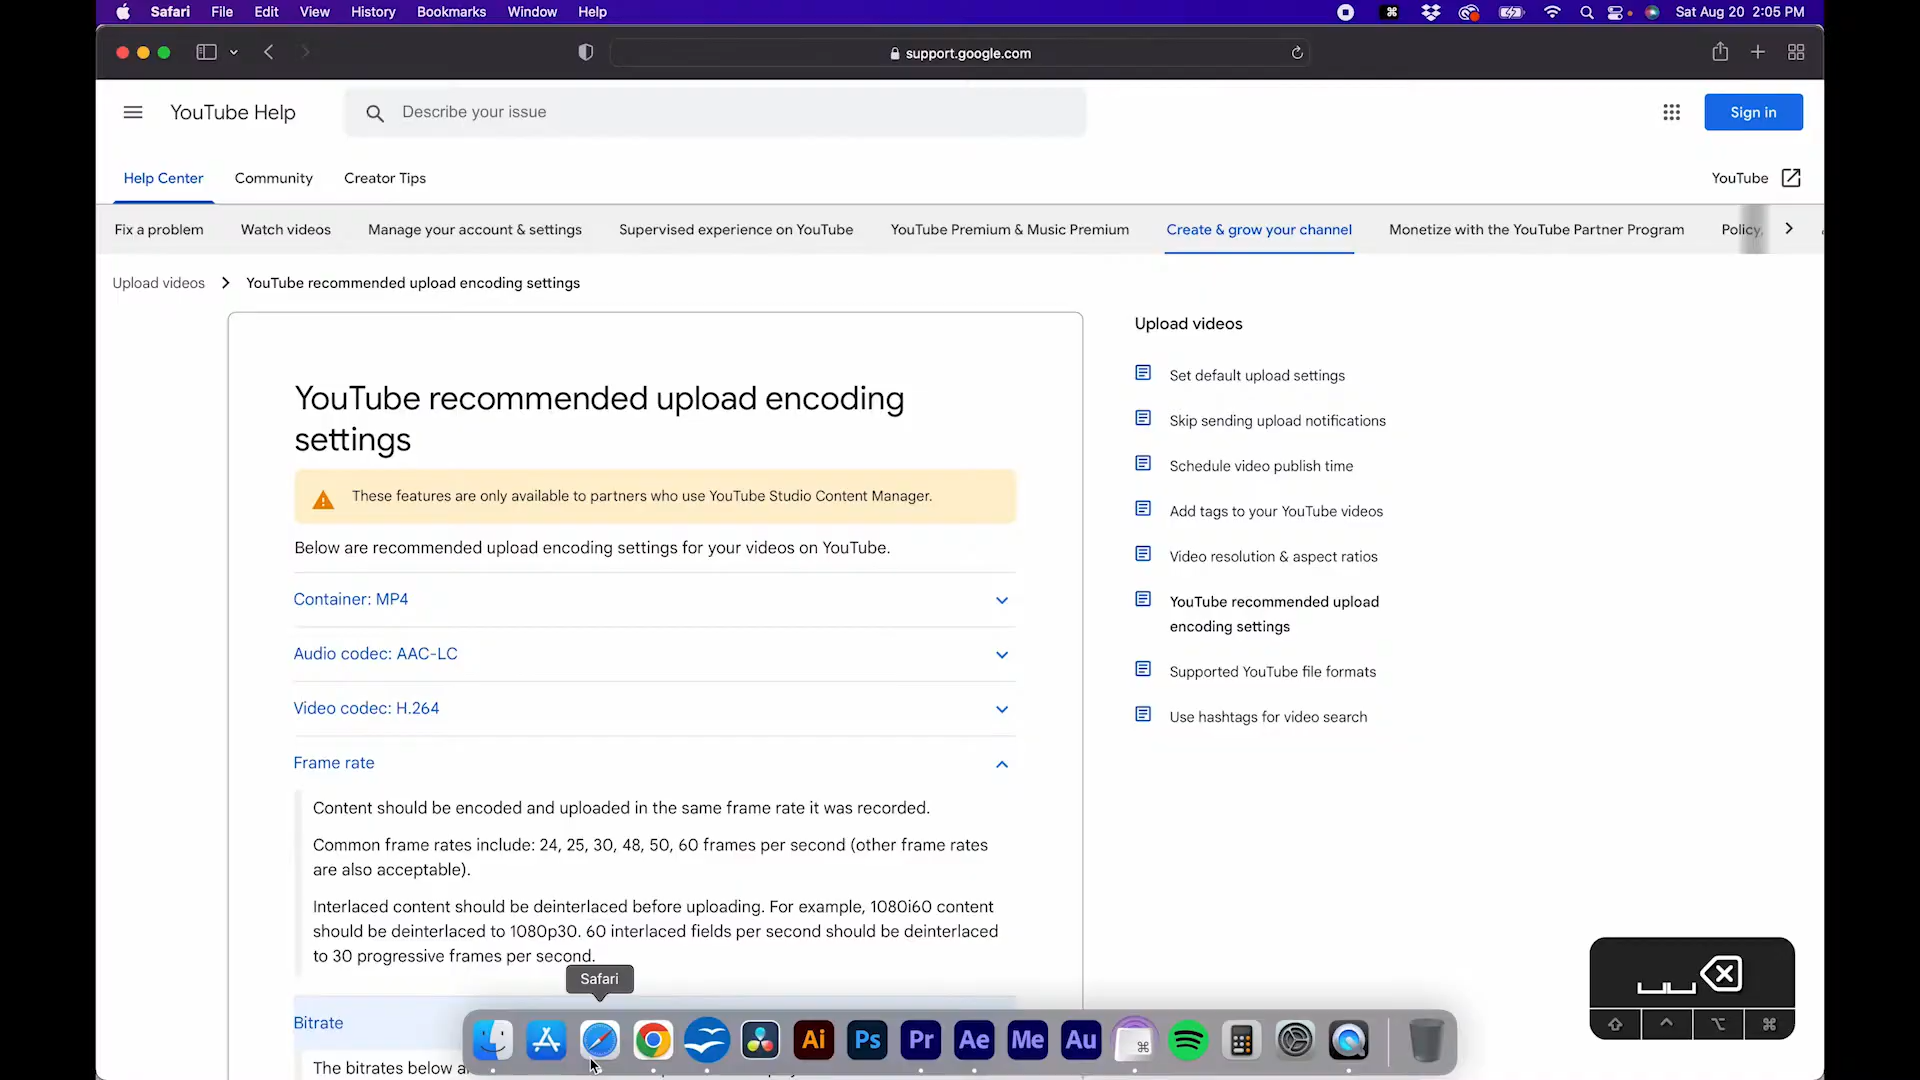 Safari File Edit View History Bookmarks Window Help Sat Aug 20 2:05 PM
support.google.com
YouTube Help
Describe your issue
Sign in
Help Center Community Creator Tips YouTube
Fix a problem Watch videos Manage your account & settings Supervised experience on YouTube YouTube Premium & Music Premium Create & grow your channel Monetize with the YouTube Partner Program Policy,
Upload videos YouTube recommended upload encoding settings
YouTube recommended upload encoding
settings
These features are only available to partners who use YouTube Studio Content Manager.
Below are recommended upload encoding settings for your videos on YouTube.
Container: MP4
Audio codec: AAC-LC
Video codec: H.264
Frame rate
Content should be encoded and uploaded in the same frame rate it was recorded.
Common frame rates include: 24, 25, 30, 48, 50, 60 frames per second (other frame rates
are also acceptable).
Interlaced content should be deinterlaced before uploading. For example, 1080i60 content
should be deinterlaced to 1080p30. 60 interlaced fields per second should be deinterlaced
to 30 progressive frames per second.
Bitrate
The bitrates below
Upload videos
Set default upload settings
Skip sending upload notifications
Schedule video publish time
Add tags to your YouTube videos
Video resolution & aspect ratios
YouTube recommended upload
encoding settings
Supported YouTube file formats
Use hashtags for video search
Safari
Ai Ps Pr Ae Me Au